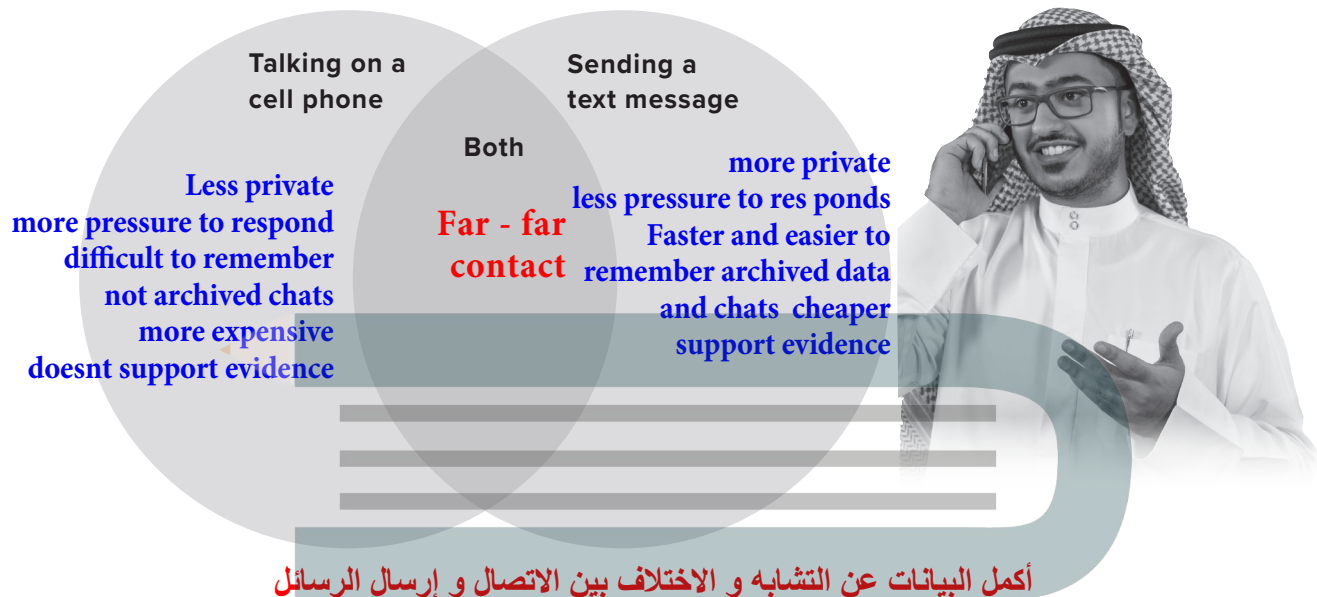 Talking on a
cell phone
Sending a
text message
Both
Less private
more pressure to respond
difficult to remember
not archived chats
more expensive
doesnt support evidence
Far - far
contact
more private
less pressure to res ponds
Faster and easier to
remember archived data
and chats cheaper
support evidence
أكمل البيانات عن التشابه و الاختلاف بين الاتصال و إرسال الرسائل